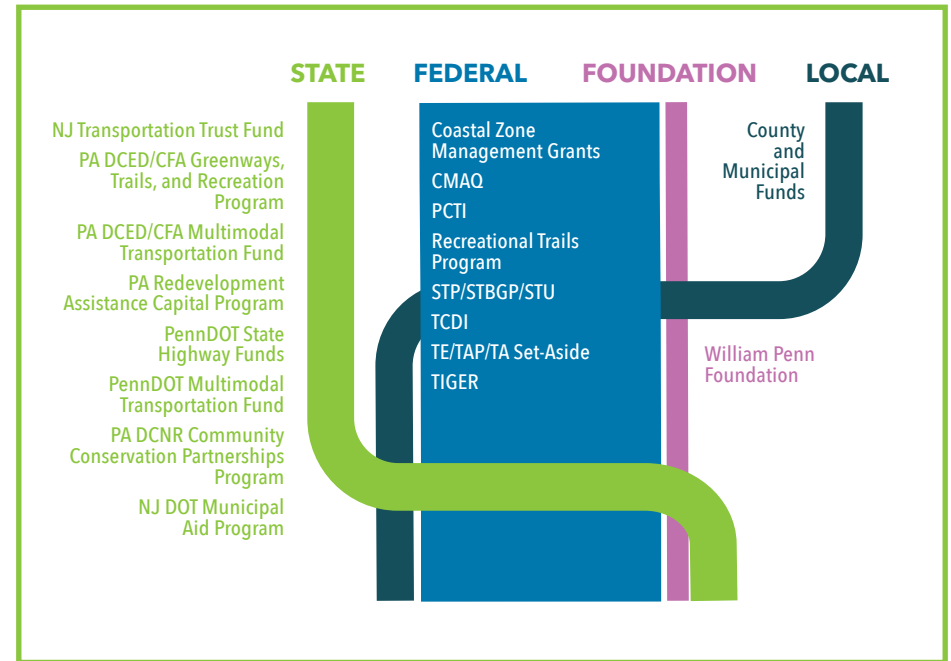 STATE
FEDERAL
FOUNDATION
LOCAL
NJ Transportation Trust Fund
PA DCED/CFA Greenways,
Trails, and Recreation
Program
PA DCED/CFA Multimodal
Transportation Fund
PA Redevelopment
Assistance Capital Program
PennDOT State
Highway Funds
PennDOT Multimodal
Transportation Fund
PA DCNR Community
Conservation Partnerships
Program
NJ DOT Municipal
Aid Program
Coastal Zone
Management Grants
CMAQ
PCTI
Recreational Trails
Program
STP/STBGP/STU
TCDI
TE/TAP/TA Set-Aside
TIGER
William Penn
Foundation
County
and
Municipal
Funds